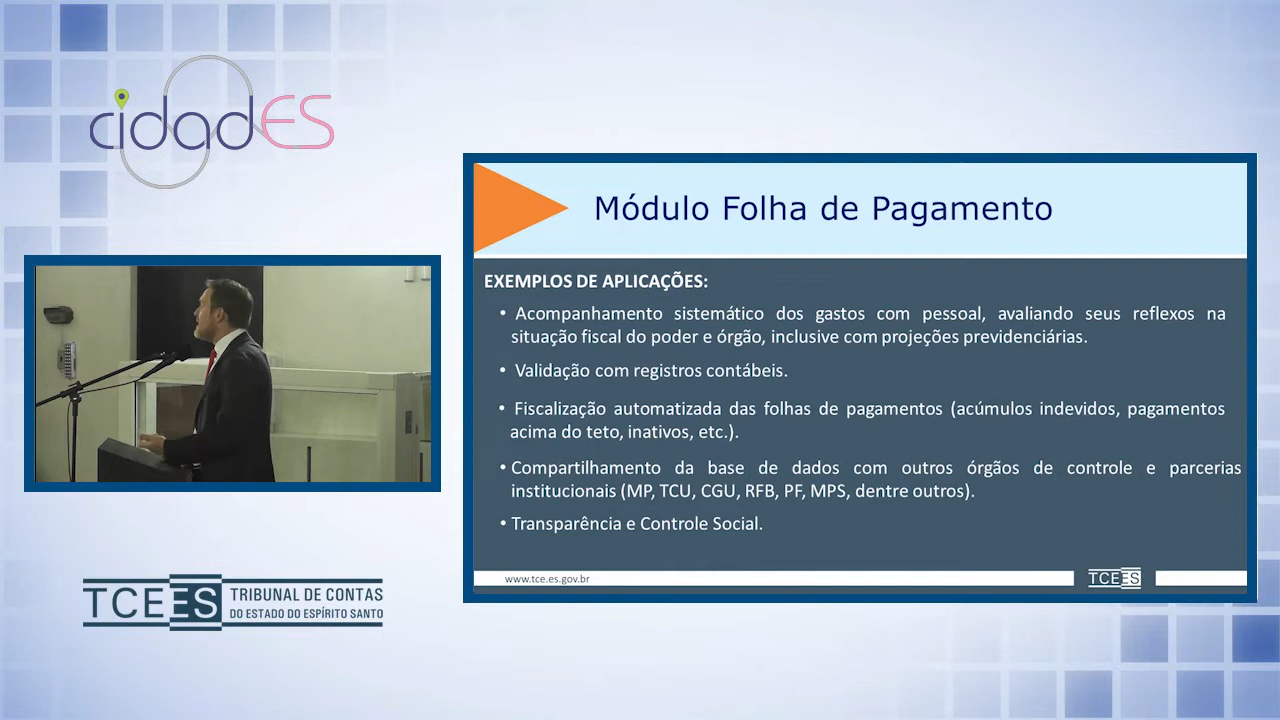 cidadES
Módulo Folha de Pagamento
EXEMPLOS DE APLICAÇÕES:
• Acompanhamento sistemático dos gastos com pessoal, avaliando seus reflexos na
situação fiscal do poder e órgão, inclusive com projeções previdenciárias.
• Validação com registros contábeis.
• Fiscalização automatizada das folhas de pagamentos (acúmulos indevidos, pagamentos
acima do teto, inativos, etc.).
• Compartilhamento da base de dados com outros órgãos de controle e parcerias
institucionais (MP, TCU, CGU, RFB, PF, MPS, dentre outros).
• Transparência e Controle Social.
www.tce.es.gov.br
TCEES
TCEES
TRIBUNAL DE CONTAS
DO ESTADO DO ESPÍRITO SANTO